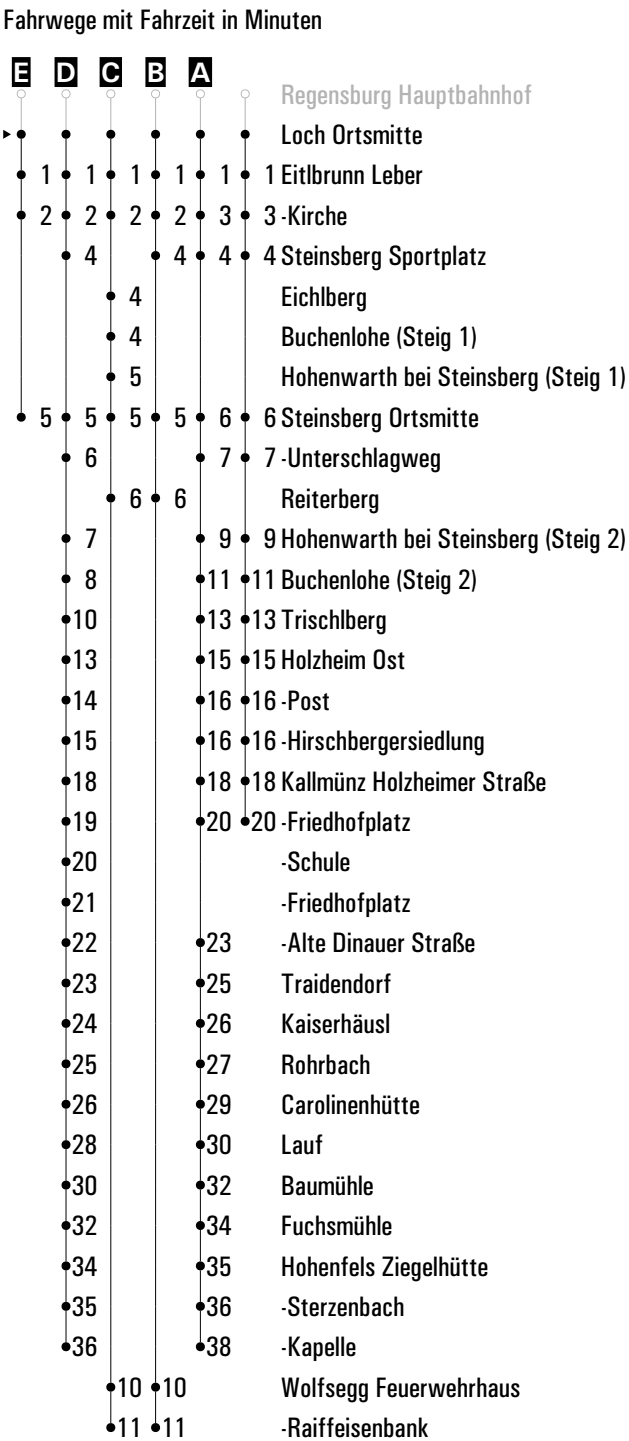 Fahrwege mit Fahrzeit in Minuten
E D C B A
Regensburg Hauptbahnhof
Loch Ortsmitte
1 1 1 1 1 1 Eitlbrunn Leber
2 2 2 2 3 3 -Kirche
4 4 4 4 Steinsberg Sportplatz
4 Eichlberg
4 Buchenlohe (Steig 1)
5 Hohenwarth bei Steinsberg (Steig 1)
5 5 5 5 6 6 Steinsberg Ortsmitte
6 7 7 -Unterschlagweg
6 6 Reiterberg
7 9 9 Hohenwarth bei Steinsberg (Steig 2)
8 11 11 Buchenlohe (Steig 2)
10 13 13 Trischlberg
13 15 15 Holzheim Ost
14 16 16 -Post
15 16 16 -Hirschbergersiedlung
18 18 18 Kallmünz Holzheimer Straße
19 20 20 -Friedhofplatz
20 -Schule
21 -Friedhofplatz
22 23 -Alte Dinauer Straße
23 25 Traidendorf
24 26 Kaiserhäusl
25 27 Rohrbach
26 29 Carolinenhütte
28 30 Lauf
30 32 Baumühle
32 34 Fuchsmühle
34 35 Hohenfels Ziegelhütte
35 36 -Sterzenbach
36 38 -Kapelle
10 10 Wolfsegg Feuerwehrhaus
11 11 -Raiffeisenbank